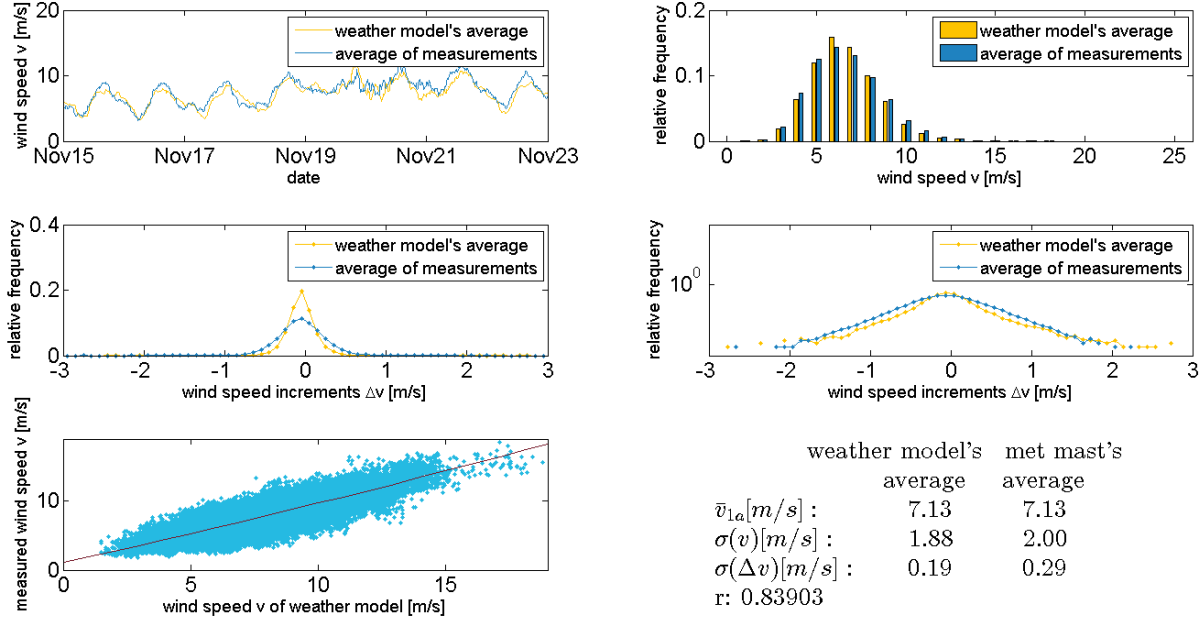 wind speed v [m/s]
20
10
0
Nov15 Nov17 Nov19 Nov21 Nov23
date
weather model's average
average of measurements
relative frequency
0.2
0.1
0
0 5 10 15 20 25
wind speed v [m/s]
weather model's average
average of measurements
relative frequency
0.4
0.2
0
-3 -2 -1 0 1 2 3
wind speed increments Δv [m/s]
weather model's average
average of measurements
relative frequency
10^0
-3 -2 -1 0 1 2 3
wind speed increments Δv [m/s]
weather model's average
average of measurements
measured wind speed v [m/s]
10
0
0 5 10 15
wind speed v of weather model [m/s]
weather model's met mast's
average average
v̄1a[m/s] : 7.13 7.13
σ(v)[m/s] : 1.88 2.00
σ(Δv)[m/s] : 0.19 0.29
r: 0.83903